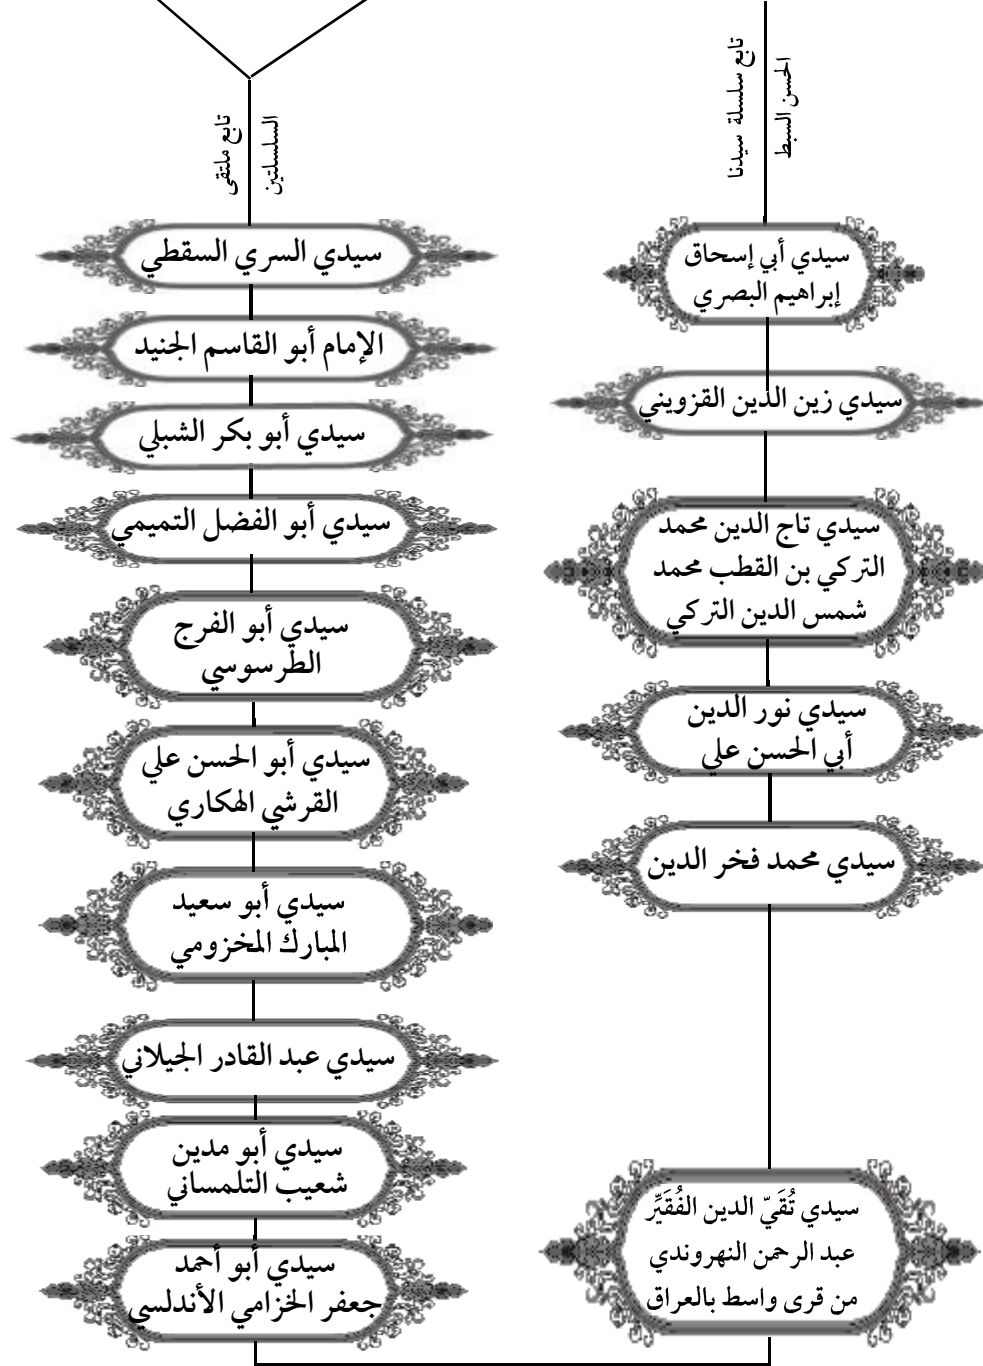 تابع سلسلة سيدنا
الحسن السبط
سيدي أبي إسحاق
إبراهيم البصري
سيدي زين الدين القزويني
سيدي تاج الدين محمد
التركي بن القطب محمد
شمس الدين التركي
سيدي نور الدين
أبي الحسن علي
سيدي محمد فخر الدين
سيدي تُقَيّ الدين الفُقَيِّر
عبد الرحمن النهروندي
من قرى واسط بالعراق
تابع ملتقى
السلسلتين
سيدي السري السقطي
الإمام أبو القاسم الجنيد
سيدي أبو بكر الشبلي
سيدي أبو الفضل التميمي
سيدي أبو الفرج
الطرسوسي
سيدي أبو الحسن علي
القرشي الهكاري
سيدي أبو سعيد
المبارك المخزومي
سيدي عبد القادر الجيلاني
سيدي أبو مدين
شعيب التلمساني
سيدي أبو أحمد
جعفر الخزامي الأندلسي